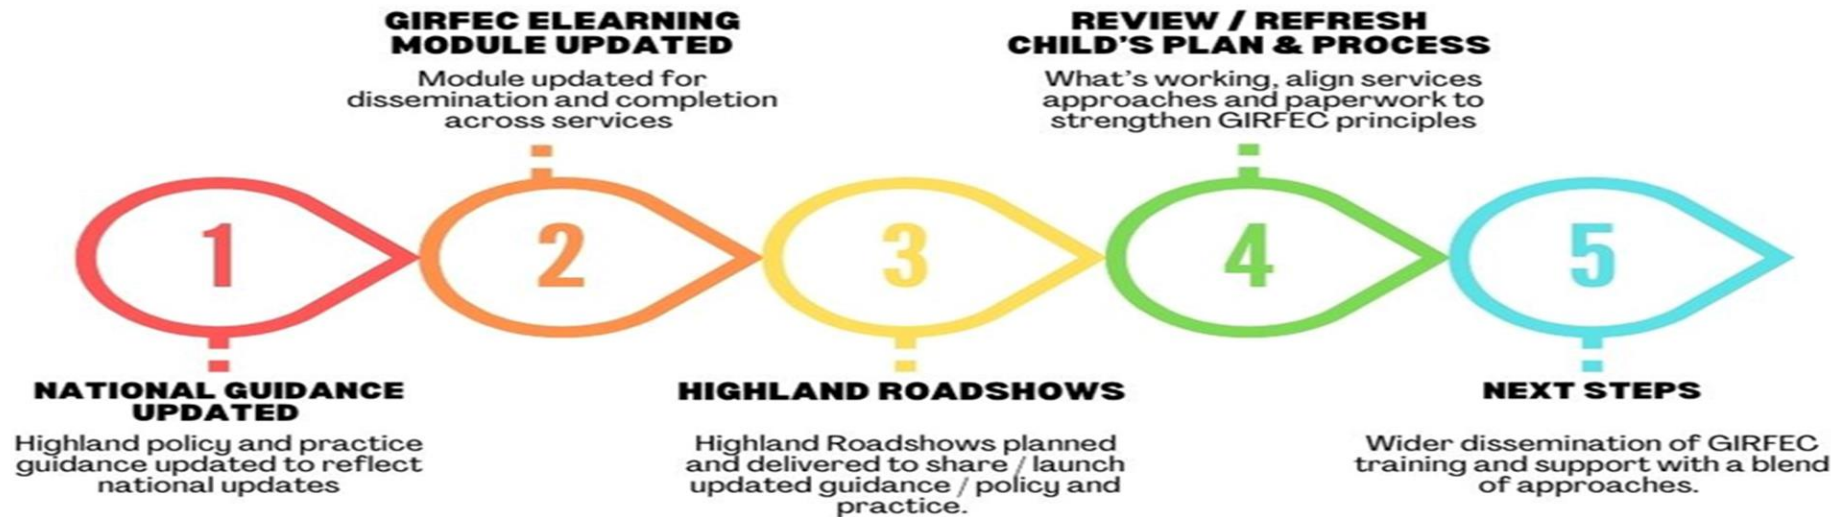 GIRFEC ELEARNING
MODULE UPDATED
Module updated for
dissemination and completion
across services
REVIEW / REFRESH
CHILD'S PLAN & PROCESS
What's working, align services
approaches and paperwork to
strengthen GIRFEC principles
1
2
3
4
5
NATIONAL GUIDANCE
UPDATED
Highland policy and practice
guidance updated to reflect
national updates
HIGHLAND ROADSHOWS
Highland Roadshows planned
and delivered to share / launch
updated guidance / policy and
practice.
NEXT STEPS
Wider dissemination of GIRFEC
training and support with a blend
of approaches.